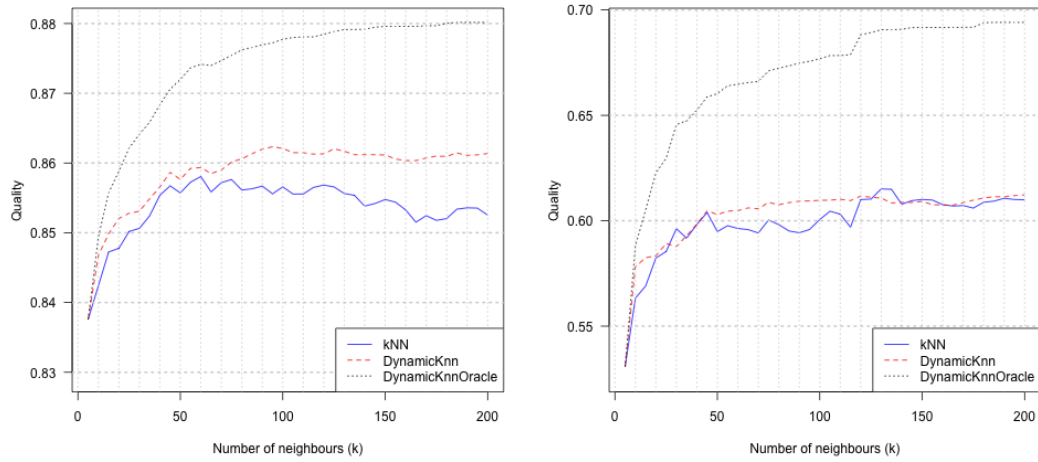 0.88
0.87
0.86
0.85
0.84
0.83
Quality
kNN
DynamicKnn
DynamicKnnOracle
0
50
100
150
200
Number of neighbours (k)
0.70
0.65
0.60
0.55
Quality
kNN
DynamicKnn
DynamicKnnOracle
0
50
100
150
200
Number of neighbours (k)